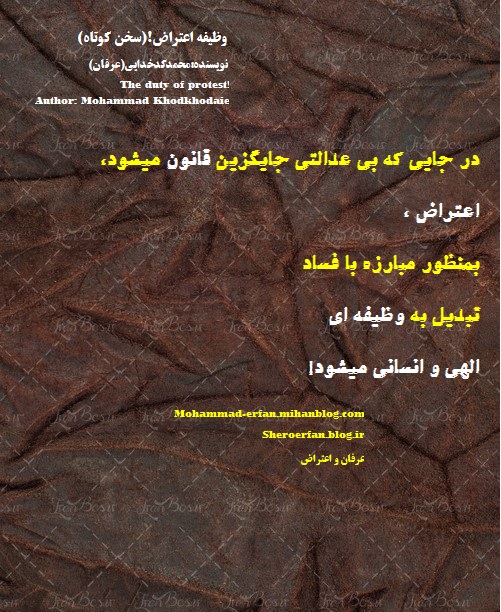 وظیفه اعتراض!(سخن کوتاه)
نویسنده:محمدکدخدایی(عرفان)
The duty of protest!
Author: Mohammad Khodkhodaie
در جایی که بی عدالتی جایگزین قانون میشود،
اعتراض ،
بمنظور مبارزه با فساد
تبدیل به وظیفه ای
الهی و انسانی میشود!
Mohammad-erfan.mihanblog.com
Sheroerfan.blog.ir
عرفان و اعتراض